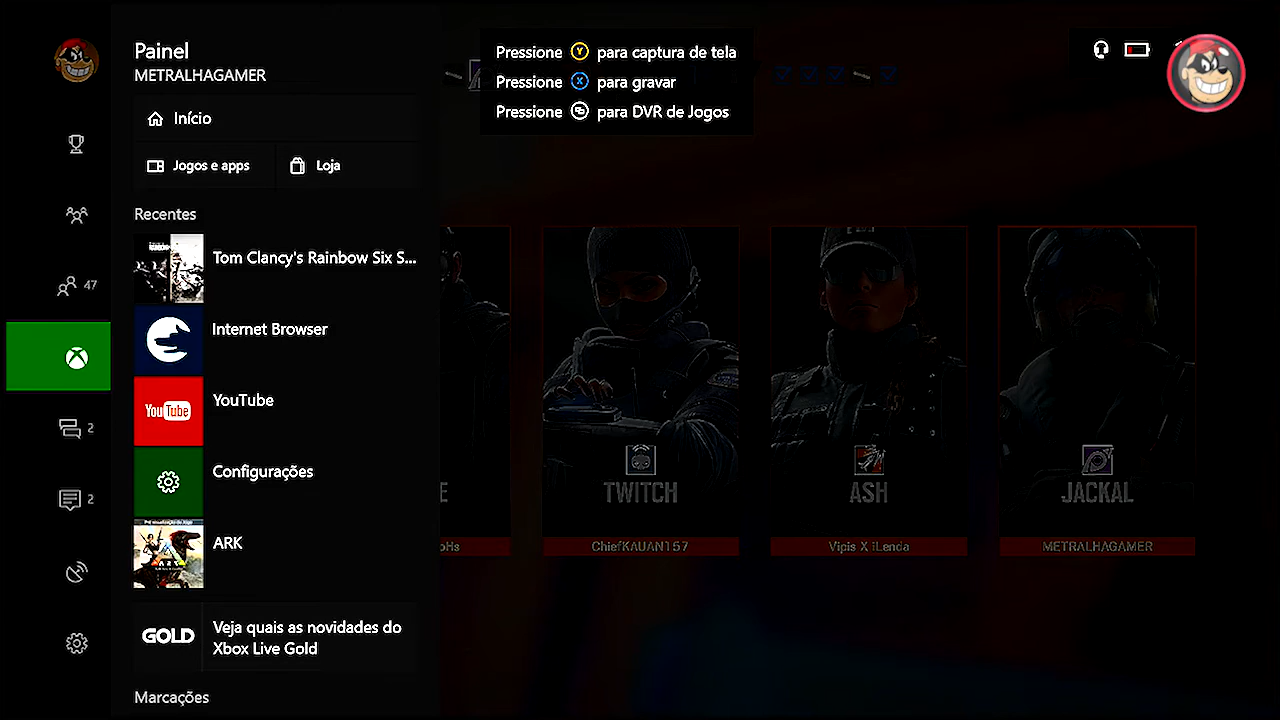 Painel
METRALHAGAMER
Início
Jogos e apps
Loja
Recentes
Tom Clancy's Rainbow Six S...
Internet Browser
YouTube
YouTube
Configurações
ARK
GOLD
Veja quais as novidades do
Xbox Live Gold
Marcações
47
2
2
Pressione Y para captura de tela
Pressione X para gravar
Pressione para DVR de Jogos
E
TWITCH
ASH
JACKAL
oHs
ChiefKAUAN157
Vipis X iLenda
METRALHAGAMER